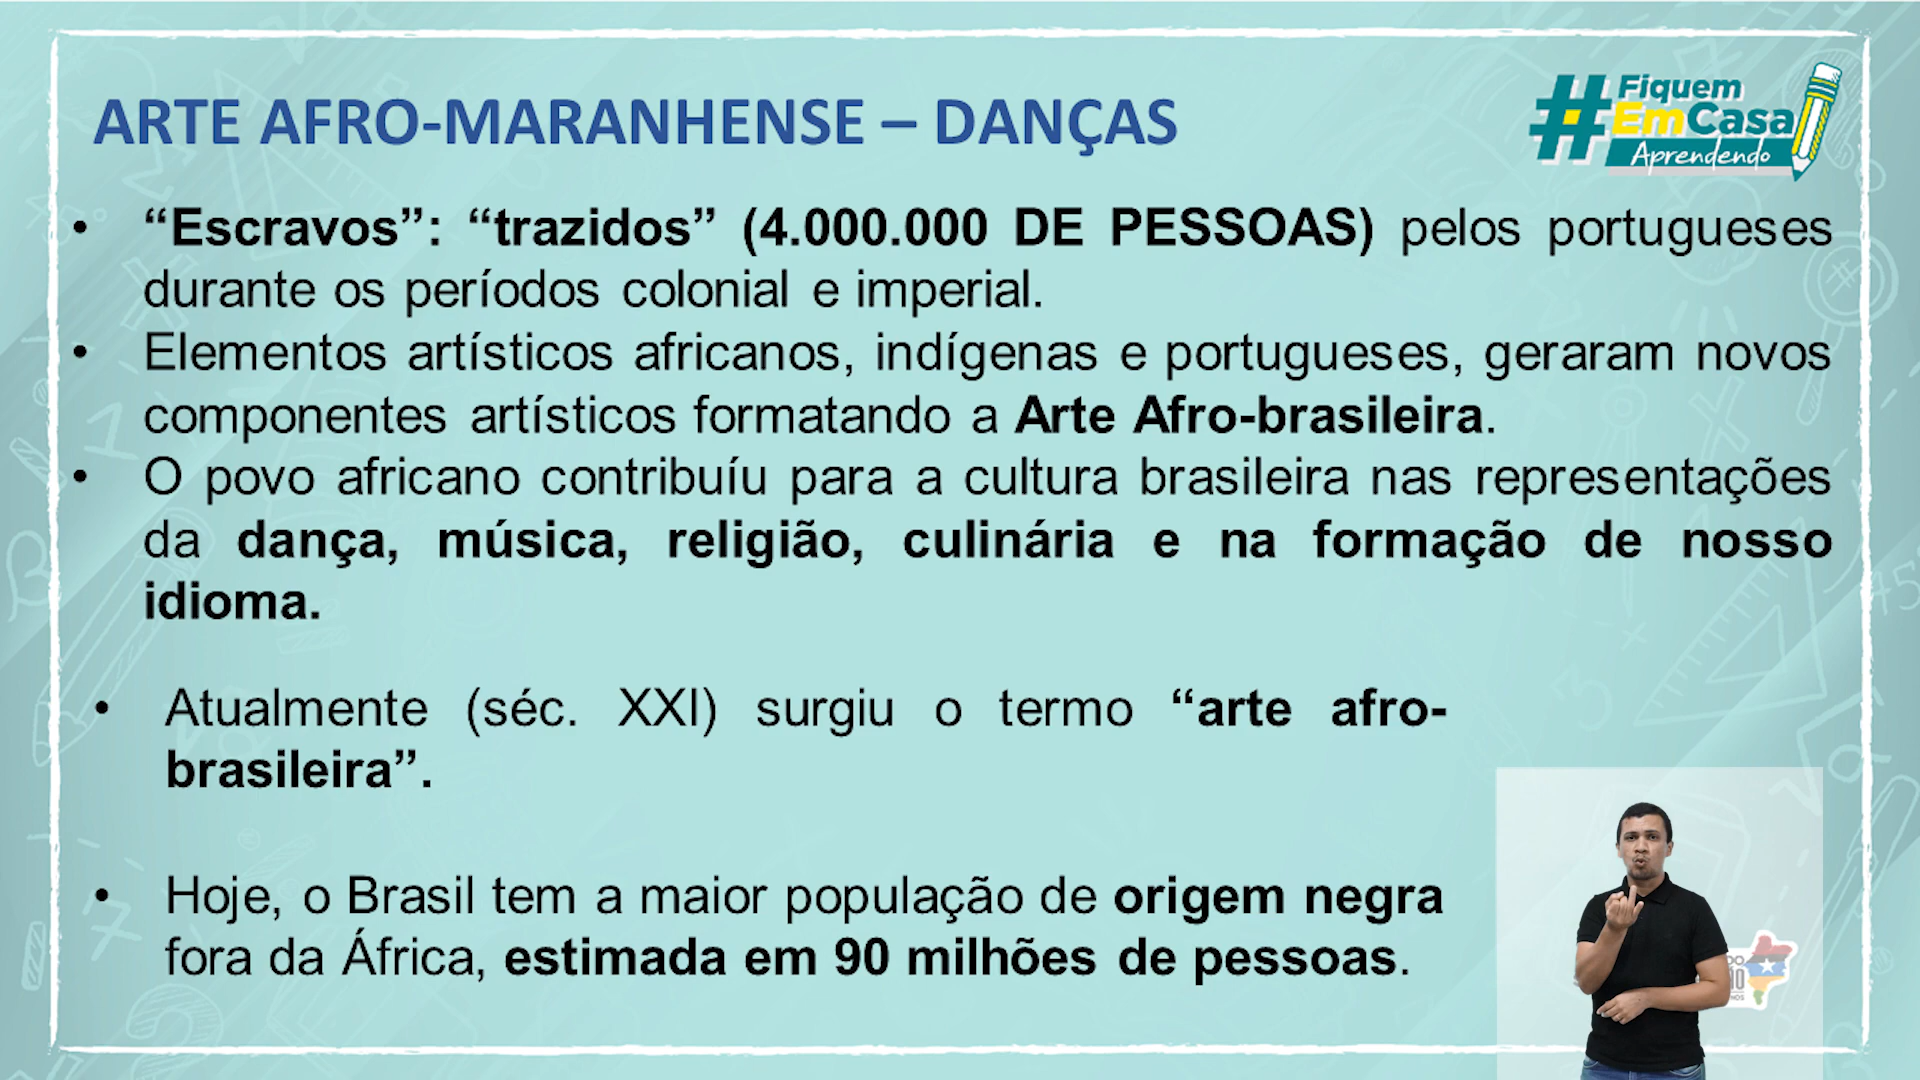 ARTE AFRO-MARANHENSE – DANÇAS
#Fiquem
EmCasa
Aprendendo
• “Escravos”: “trazidos” (4.000.000 DE PESSOAS) pelos portugueses
durante os períodos colonial e imperial.
• Elementos artísticos africanos, indígenas e portugueses, geraram novos
componentes artísticos formatando a Arte Afro-brasileira.
• O povo africano contribuíu para a cultura brasileira nas representações
da dança, música, religião, culinária e na formação de nosso
idioma.
• Atualmente (séc. XXI) surgiu o termo “arte afro-
brasileira”.
• Hoje, o Brasil tem a maior população de origem negra
fora da África, estimada em 90 milhões de pessoas.